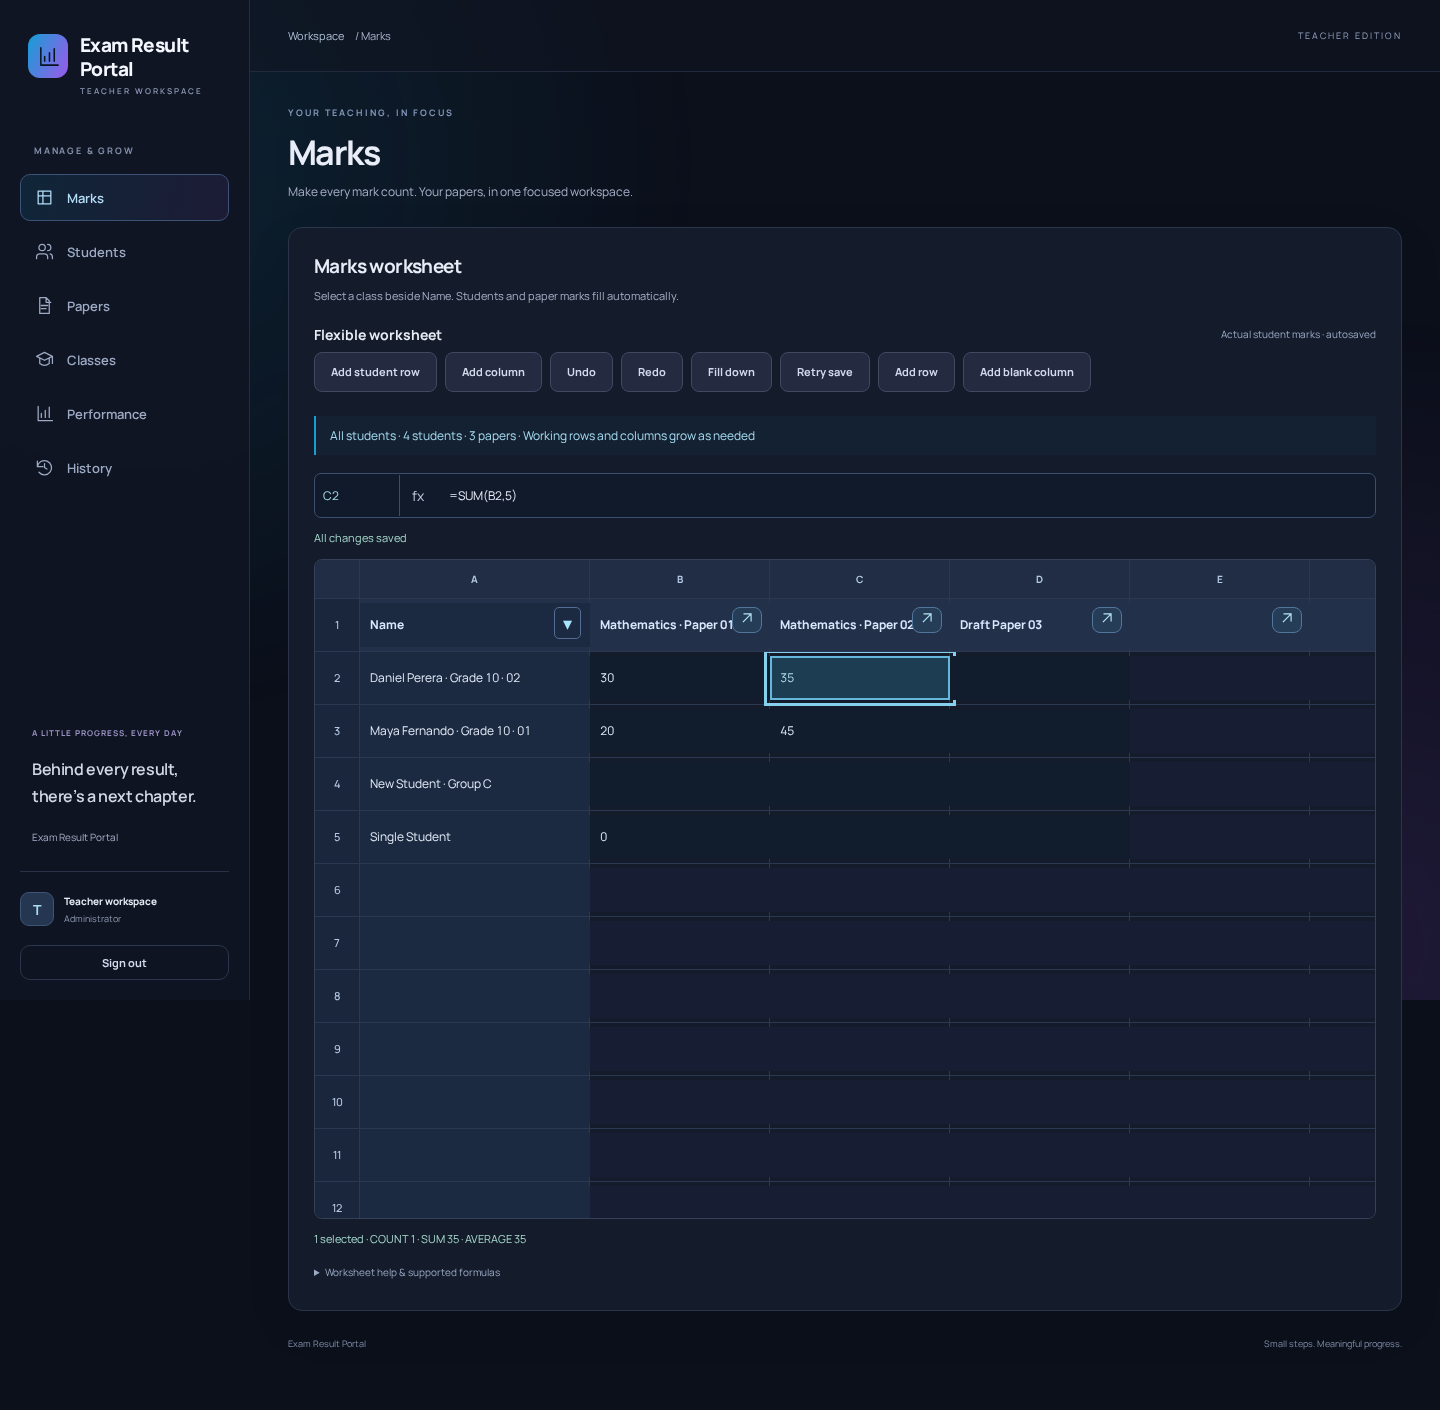 Exam Result
Portal
TEACHER WORKSPACE
MANAGE & GROW
Marks
Students
Papers
Classes
Performance
History
A LITTLE PROGRESS, EVERY DAY
Behind every result,
there's a next chapter.
Exam Result Portal
T
Teacher workspace
Administrator
Sign out
Workspace / Marks
TEACHER EDITION
YOUR TEACHING, IN FOCUS
Marks
Make every mark count. Your papers, in one focused workspace.
Marks worksheet
Select a class beside Name. Students and paper marks fill automatically.
Flexible worksheet
Actual student marks · autosaved
Add student row Add column Undo Redo Fill down Retry save Add row Add blank column
All students · 4 students · 3 papers · Working rows and columns grow as needed
C2 fx =SUM(B2,5)
All changes saved
A B C D E
1 Name ▼ Mathematics · Paper 01 Mathematics · Paper 02 Draft Paper 03
2 Daniel Perera · Grade 10 · 02 30 35
3 Maya Fernando · Grade 10 · 01 20 45
4 New Student · Group C
5 Single Student 0
6
7
8
9
10
11
12
1 selected · COUNT 1 · SUM 35 · AVERAGE 35
▶ Worksheet help & supported formulas
Exam Result Portal
Small steps. Meaningful progress.